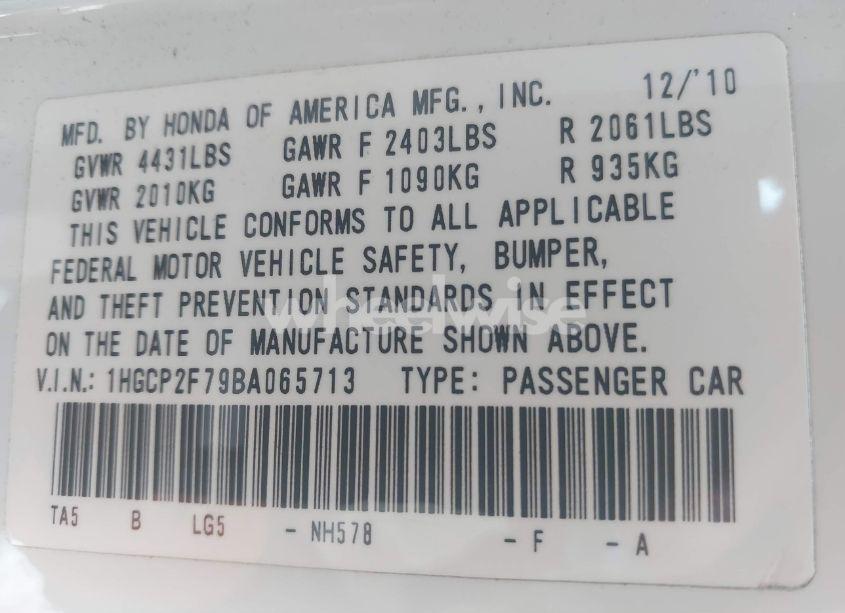 MFD. BY HONDA OF AMERICA MFG., INC. 12/'10
GVWR 4431LBS GAWR F 2403LBS R 2061LBS
GVWR 2010KG GAWR F 1090KG R 935KG
THIS VEHICLE CONFORMS TO ALL APPLICABLE
FEDERAL MOTOR VEHICLE SAFETY, BUMPER,
AND THEFT PREVENTION STANDARDS IN EFFECT
wheelwise
ON THE DATE OF MANUFACTURE SHOWN ABOVE.
V.I.N.: 1HGCP2F79BA065713 TYPE: PASSENGER CAR
TA5 B LG5 - NH578 - F - A